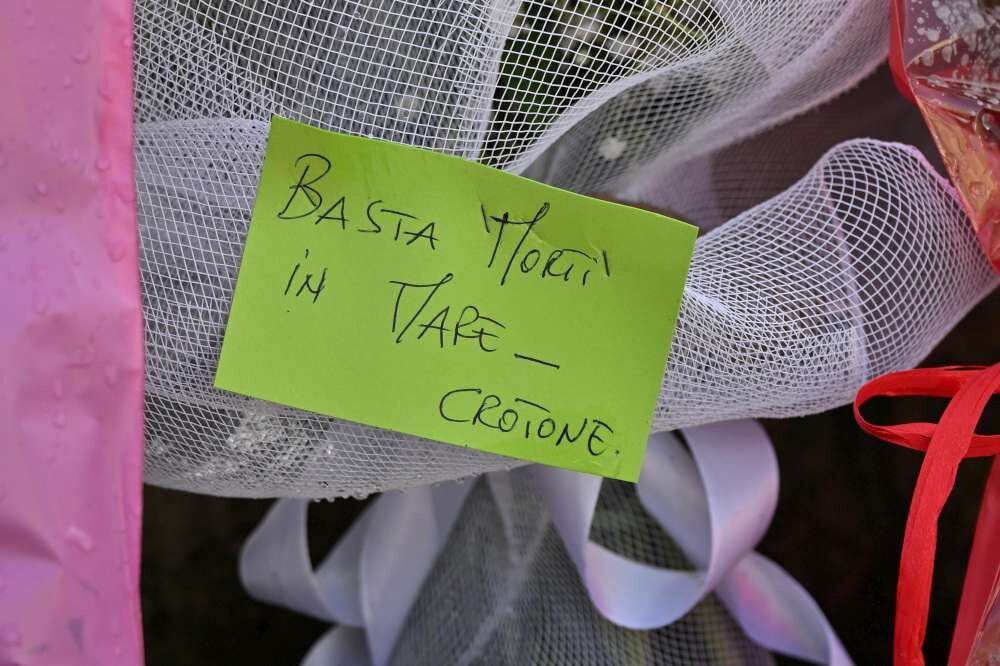 BASTA "MORTI"
in MARE_
CROTONE.